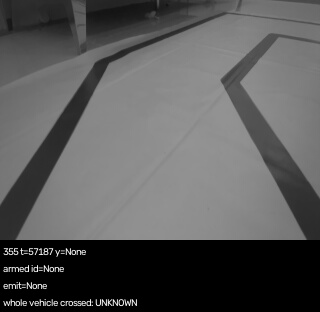 355 t=57187 y=None
armed id=None
emit=None
whole vehicle crossed: UNKNOWN